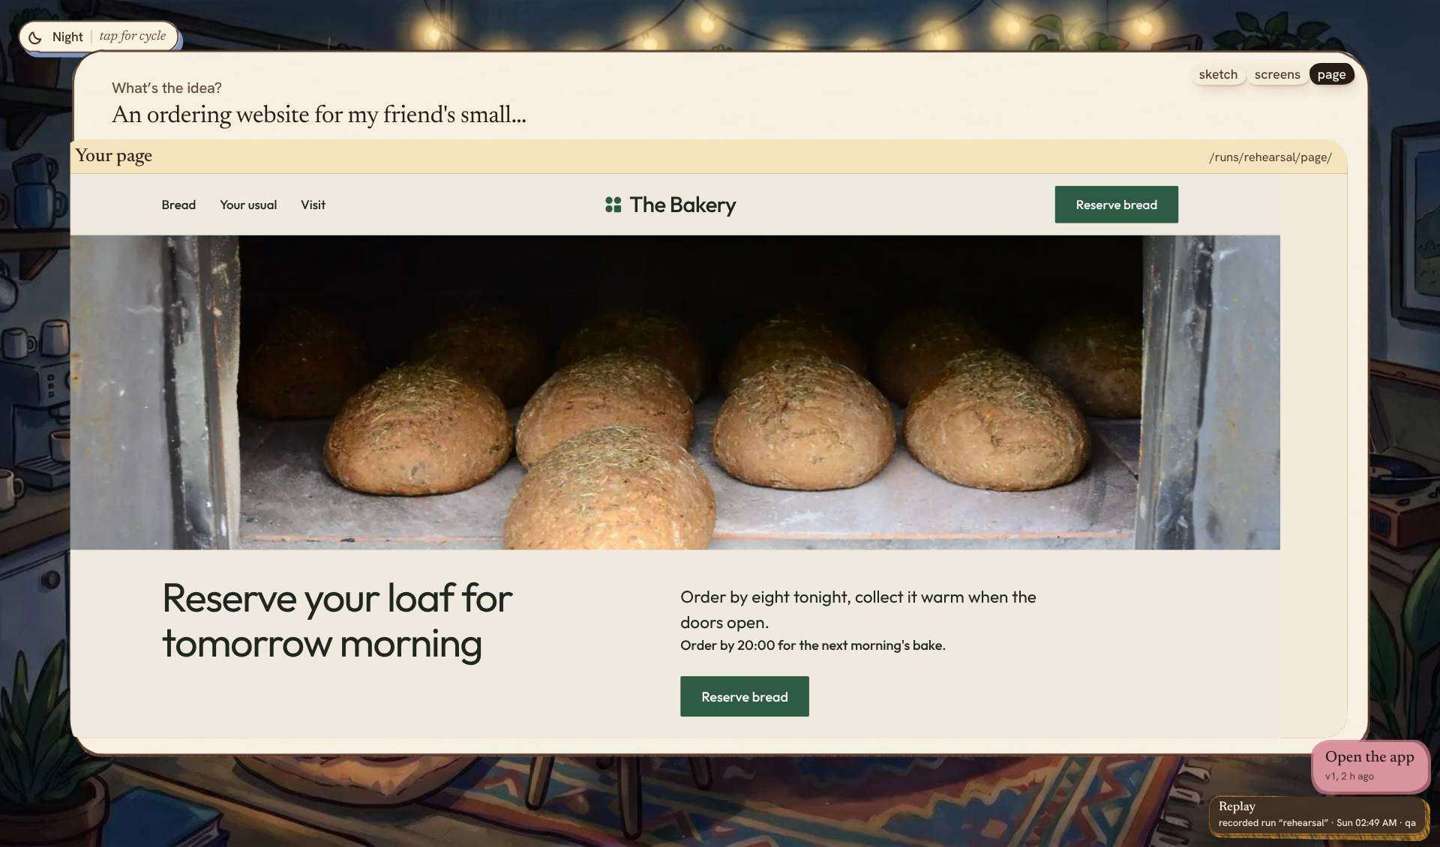 Night
tap for cycle
sketch
screens
page
What's the idea?
An ordering website for my friend's small...
Your page
/runs/rehearsal/page/
Bread
Your usual
Visit
The Bakery
Reserve bread
Reserve your loaf for
tomorrow morning
Order by eight tonight, collect it warm when the
doors open.
Order by 20:00 for the next morning's bake.
Reserve bread
Open the app
v1, 2 h ago
Replay
recorded run "rehearsal" · Sun 02:49 AM · qa